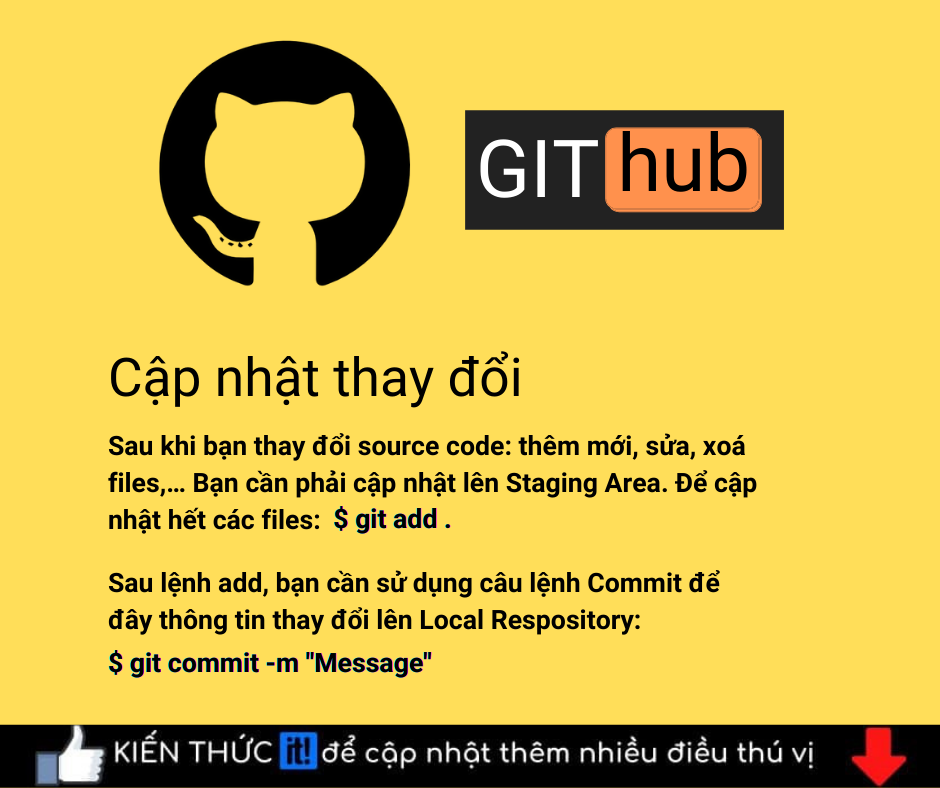 GIT hub
Cập nhật thay đổi
Sau khi bạn thay đổi source code: thêm mới, sửa, xoá
files,... Bạn cần phải cập nhật lên Staging Area. Để cập
nhật hết các files: $ git add .
Sau lệnh add, bạn cần sử dụng câu lệnh Commit để
đây thông tin thay đổi lên Local Respository:
$ git commit -m "Message"
KIẾN THỨC it! để cập nhật thêm nhiều điều thú vị